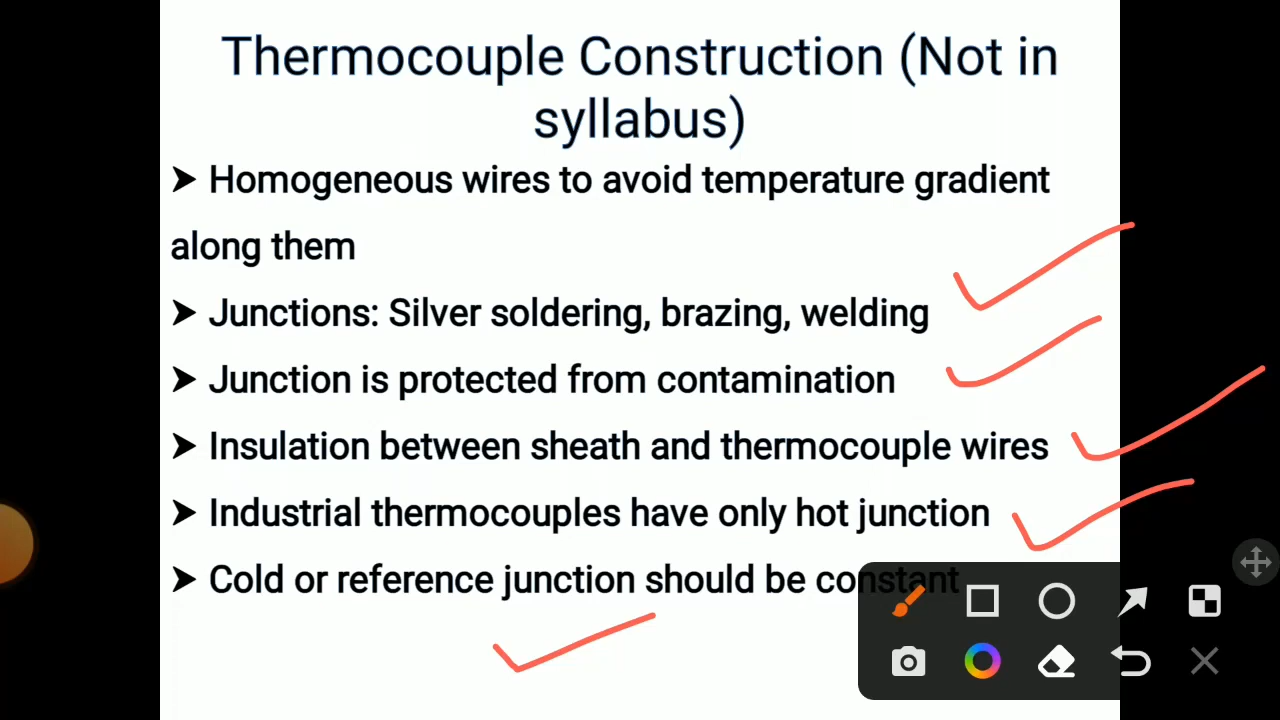 Thermocouple Construction (Not in
syllabus)
➤ Homogeneous wires to avoid temperature gradient
along them
➤ Junctions: Silver soldering, brazing, welding
➤ Junction is protected from contamination
➤ Insulation between sheath and thermocouple wires
➤ Industrial thermocouples have only hot junction
➤ Cold or reference junction should be constant